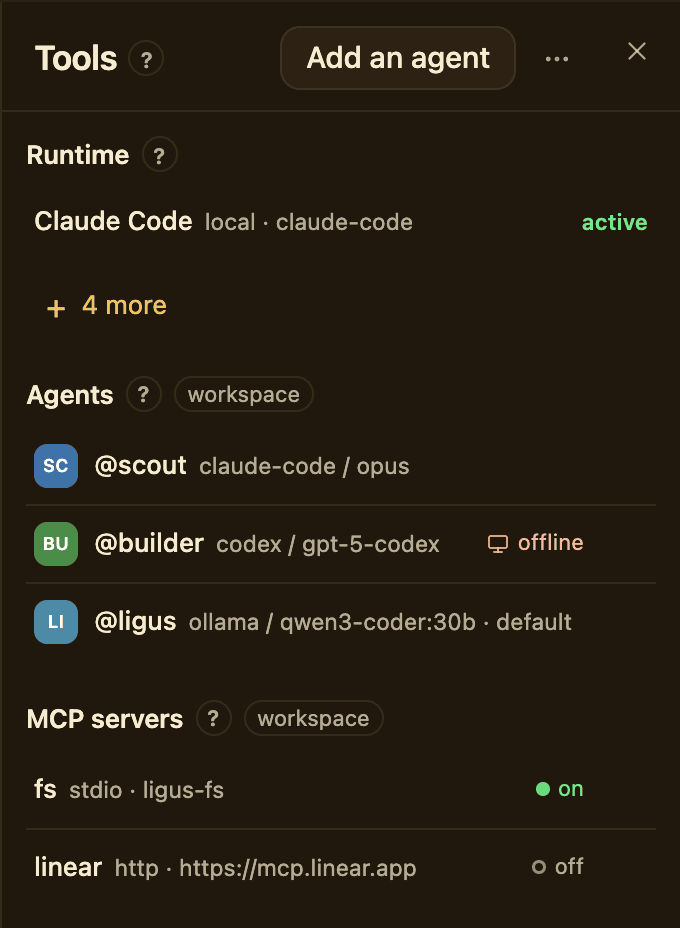 Tools ? Add an agent ...
Runtime ?
Claude Code local · claude-code active
+ 4 more
Agents ? workspace
SC @scout claude-code / opus
BU @builder codex / gpt-5-codex offline
LI @ligus ollama / qwen3-coder:30b · default
MCP servers ? workspace
fs stdio · ligus-fs on
linear http · https://mcp.linear.app off